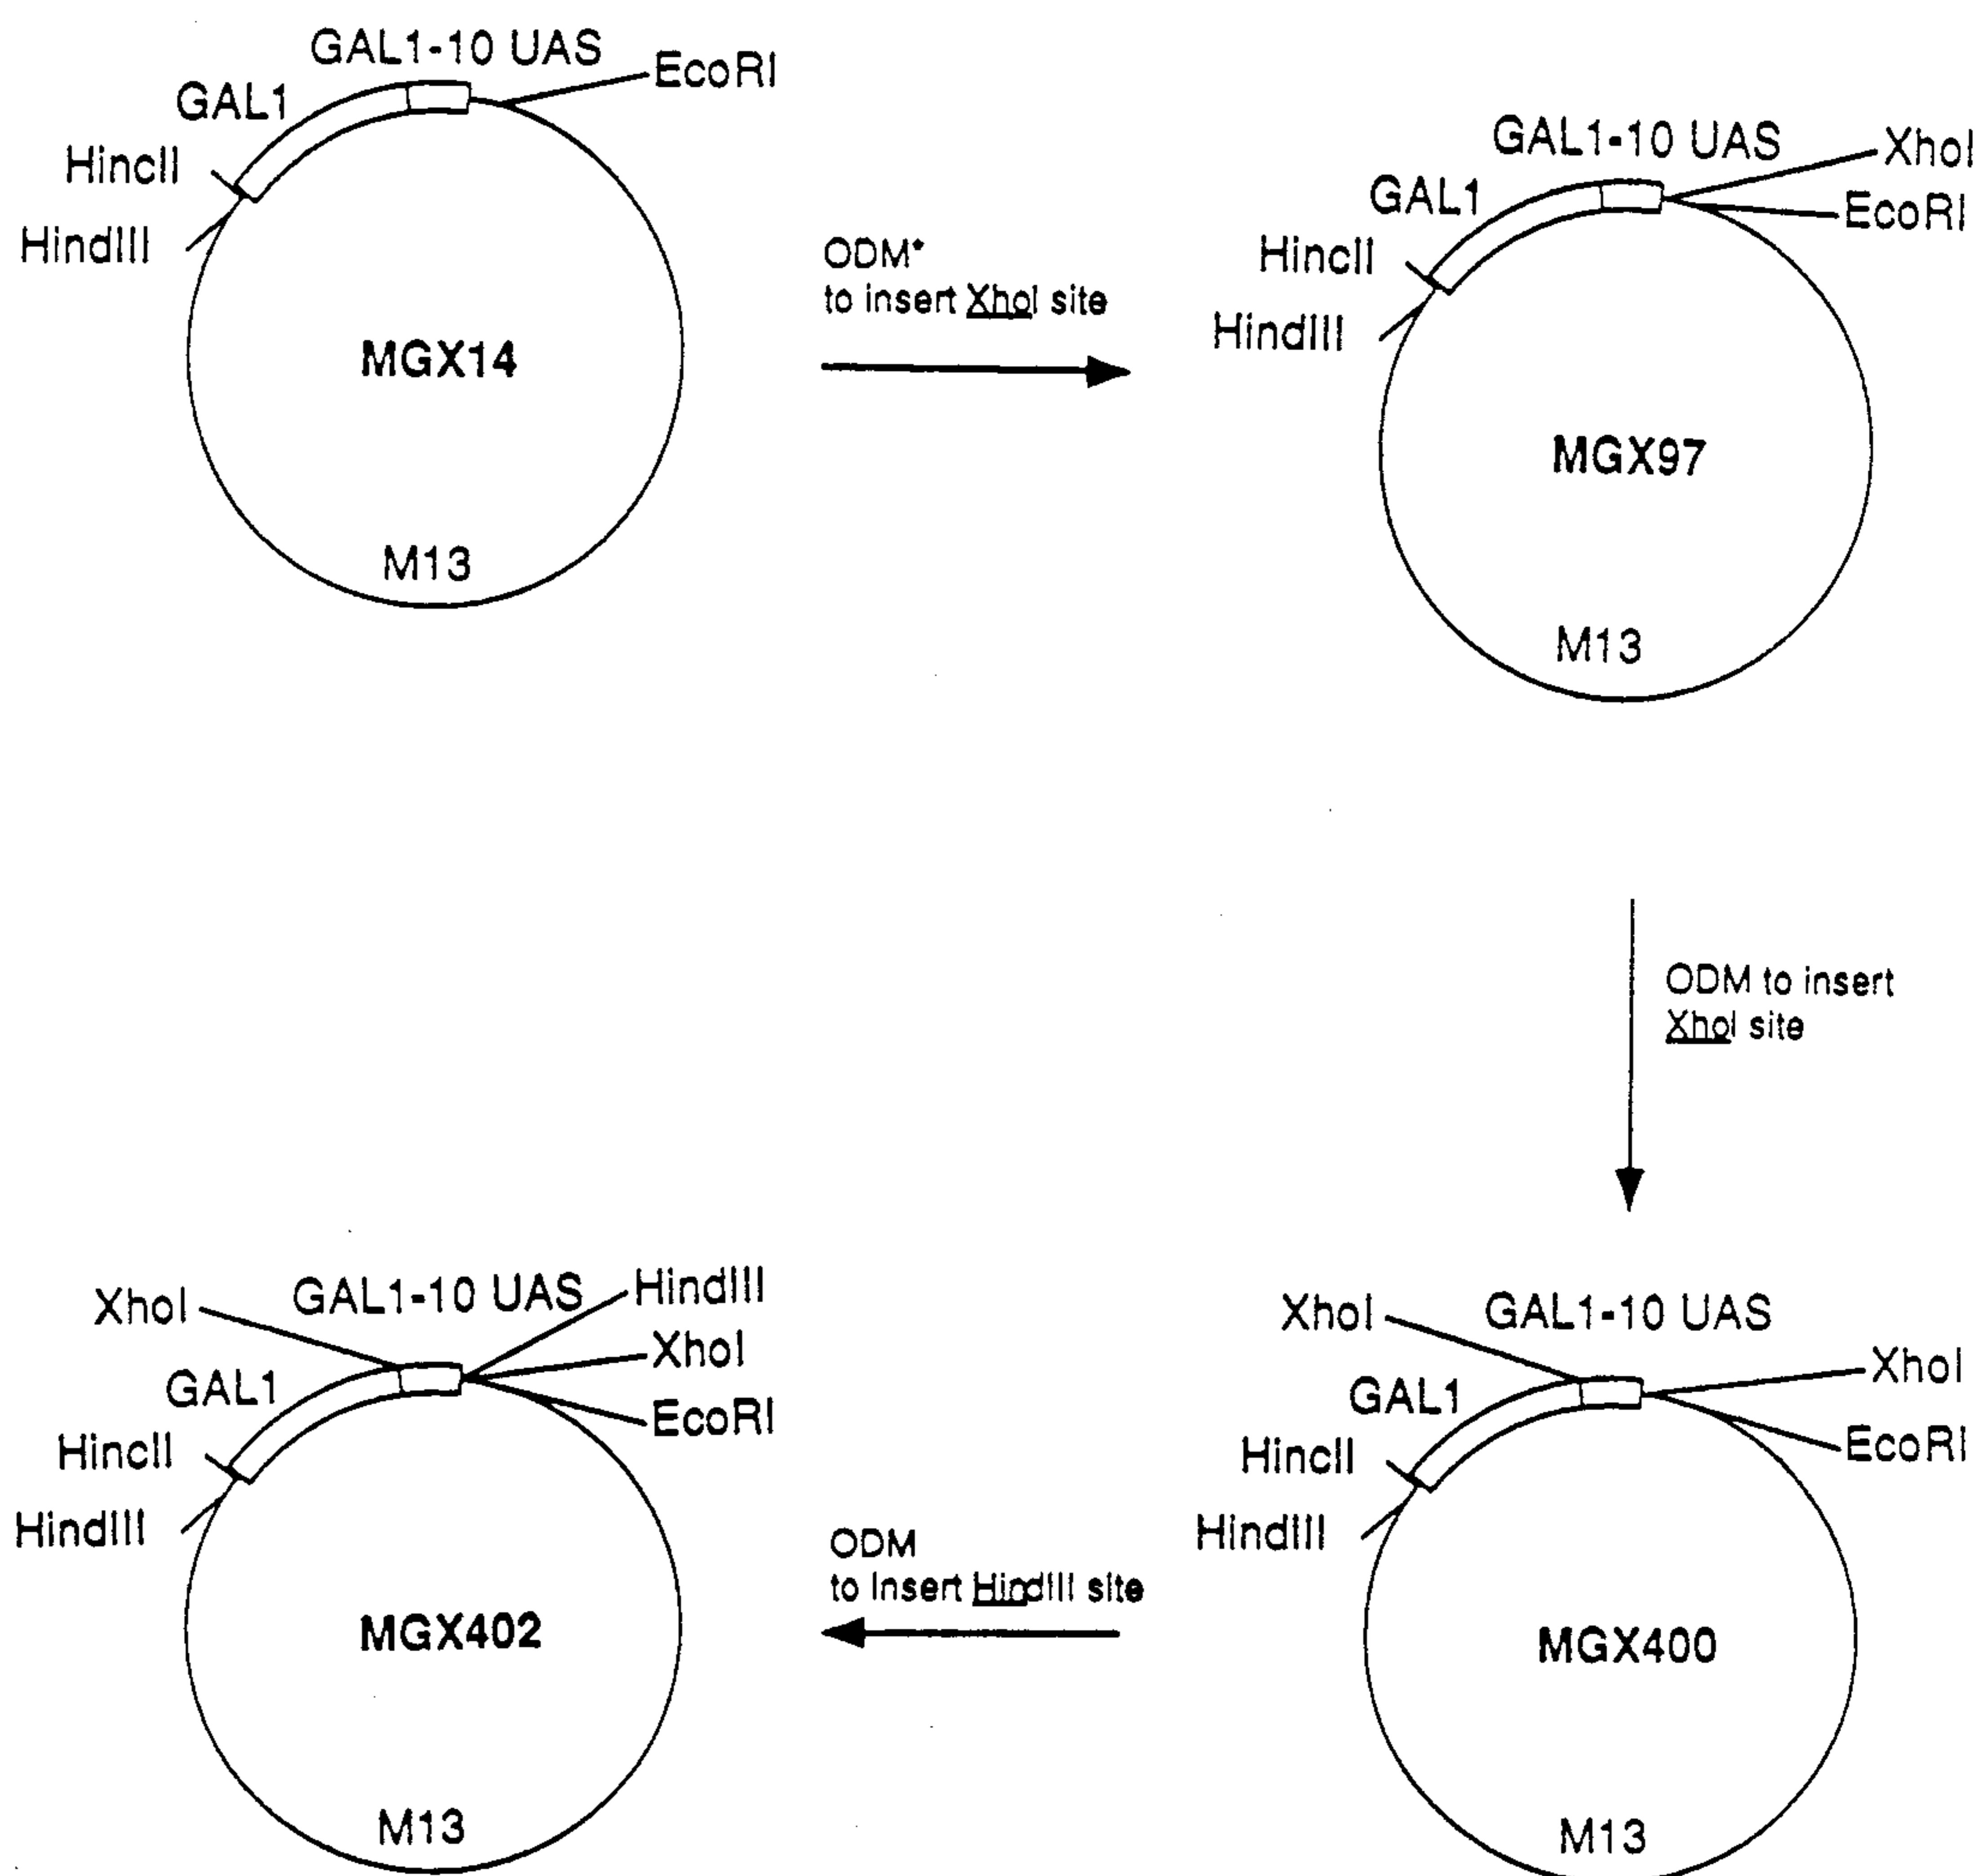 GAL1-10 UAS
EcoRI
GAL1
HincII
HindIII
MGX14
M13
ODM*
to insert XhoI site
GAL1-10 UAS
XhoI
GAL1
EcoRI
HincII
HindIII
MGX97
M13
ODM to insert
XhoI site
XhoI
GAL1-10 UAS
XhoI
GAL1
EcoRI
HincII
HindIII
MGX400
M13
ODM
to Insert HindIII site
XhoI
GAL1-10 UAS
HindIII
XhoI
GAL1
EcoRI
HincII
HindIII
MGX402
M13